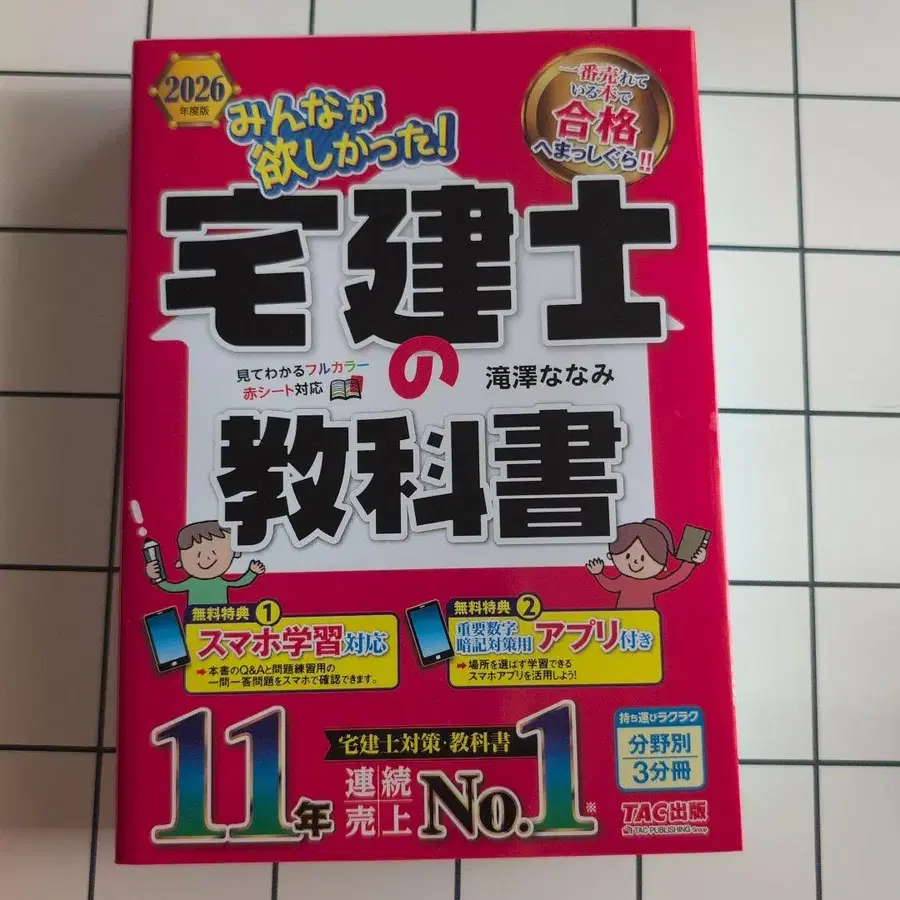 2026
年度版
みんなが
欲しかった!
一番売れて
いる本で
合格
へまっしぐら!!
宅建士
の
見てわかるフルカラー
赤シート対応
滝澤ななみ
教科書
無料特典 1
スマホ学習対応
➡本書のQ&Aと問題練習用の
一問一答問題をスマホで確認できます。
無料特典 2
重要数字
暗記対策用
アプリ付き
➡場所を選ばず学習できる
スマホアプリを活用しよう!
11年
宅建士対策・教科書
連続
売上
No.1※
持ち運びラクラク
分野別
3分冊
TAC出版
TAC PUBLISHING Group